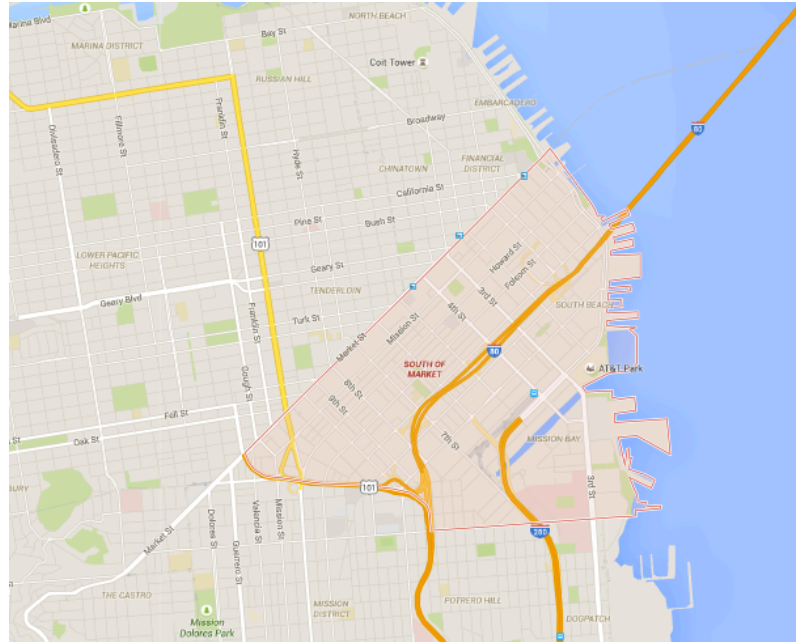 Marina Blvd
NORTH BEACH
Bay St
MARINA DISTRICT
Coit Tower
RUSSIAN HILL
EMBARCADERO
Divisadero St
Fillmore St
Franklin St
Hyde St
Broadway
80
CHINATOWN
FINANCIAL
DISTRICT
California St
Pine St
Bush St
101
LOWER PACIFIC
HEIGHTS
Geary St
Howard St
Folsom St
TENDERLOIN
Geary Blvd
Franklin St
3rd St
SOUTH BEACH
4th St
Turk St
Mission St
Market St
80
SOUTH OF
MARKET
AT&T Park
Gough St
8th St
9th St
Fell St
Oak St
7th St
MISSION BAY
BURY
101
3rd St
Market St
Dolores St
Guerrero St
Valencia St
Mission St
280
THE CASTRO
MISSION
DISTRICT
POTRERO HILL
DOGPATCH
Mission
Dolores Park